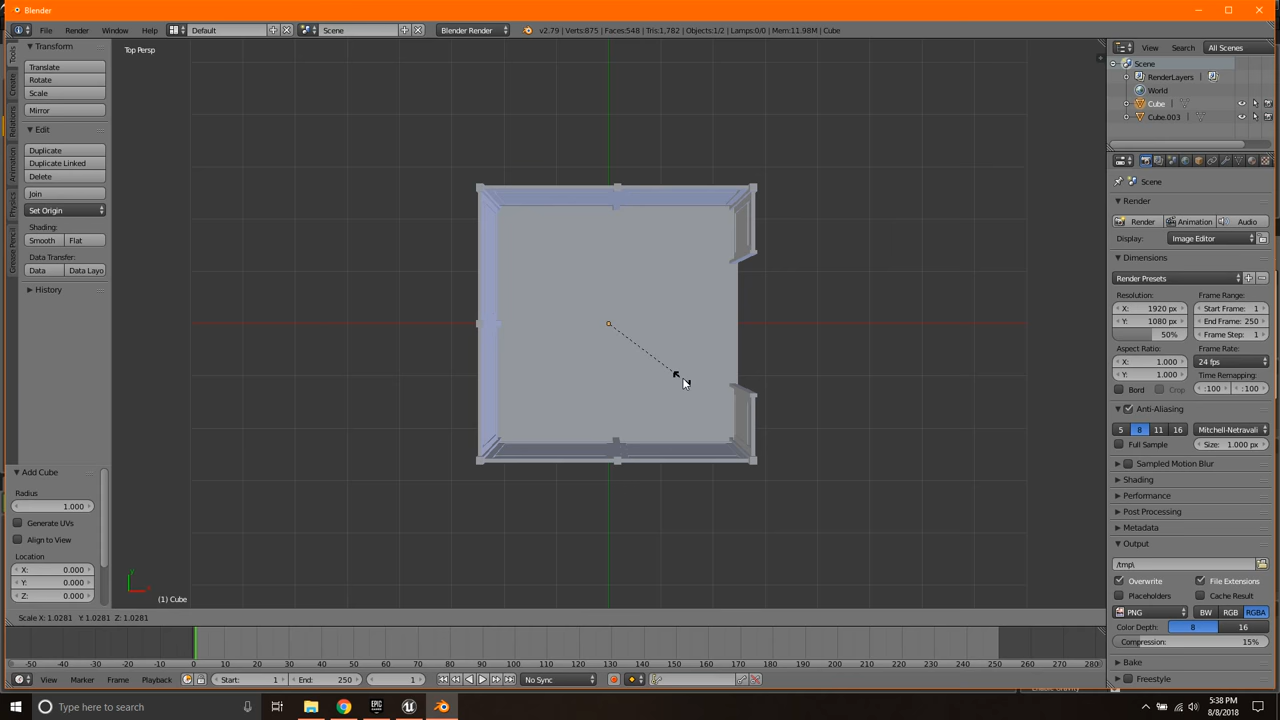 Blender
File Render Window Help Default Scene Blender Render v2.79 | Verts:875 | Faces:548 | Tris:1,782 | Objects:1/2 | Lamps:0/0 | Mem:11.98M | Cube
Transform
Translate
Rotate
Scale
Mirror
Edit
Duplicate
Duplicate Linked
Delete
Join
Set Origin
Shading:
Smooth Flat
Data Transfer:
Data Data Layo
History
Tools
Create
Relations
Animation
Physics
Grease Pencil
Add Cube
Radius
1.000
Generate UVs
Align to View
Location
X: 0.000
Y: 0.000
Z: 0.000
Top Persp
(1) Cube
Scale X: 1.0281 Y: 1.0281 Z: 1.0281
View Search All Scenes
Scene
RenderLayers
World
Cube
Cube.003
Scene
Render
Render Animation Audio
Display: Image Editor
Dimensions
Render Presets
Resolution: Frame Range:
X: 1920 px Start Frame: 1
Y: 1080 px End Frame: 250
50% Frame Step: 1
Aspect Ratio: Frame Rate:
X: 1.000 24 fps
Y: 1.000 Time Remapping:
Bord Crop :100 :100
Anti-Aliasing
5 8 11 16 Mitchell-Netravali
Full Sample Size: 1.000 px
Sampled Motion Blur
Shading
Performance
Post Processing
Metadata
Output
/tmp\
Overwrite File Extensions
Placeholders Cache Result
PNG BW RGB RGBA
Color Depth: 8 16
Compression: 15%
Bake
Freestyle
-50 -40 -30 -20 -10 0 10 20 30 40 50 60 70 80 90 100 110 120 130 140 150 160 170 180 190 200 210 220 230 240 250 260 270 280
View Marker Frame Playback Start: 1 End: 250 1 No Sync
Type here to search
5:38 PM
8/8/2018